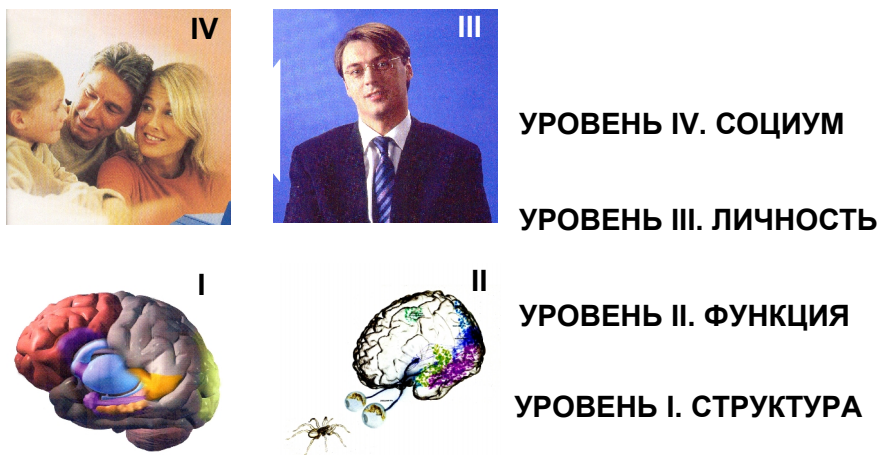 IV
III
УРОВЕНЬ IV. СОЦИУМ
УРОВЕНЬ III. ЛИЧНОСТЬ
I
II
УРОВЕНЬ II. ФУНКЦИЯ
УРОВЕНЬ I. СТРУКТУРА